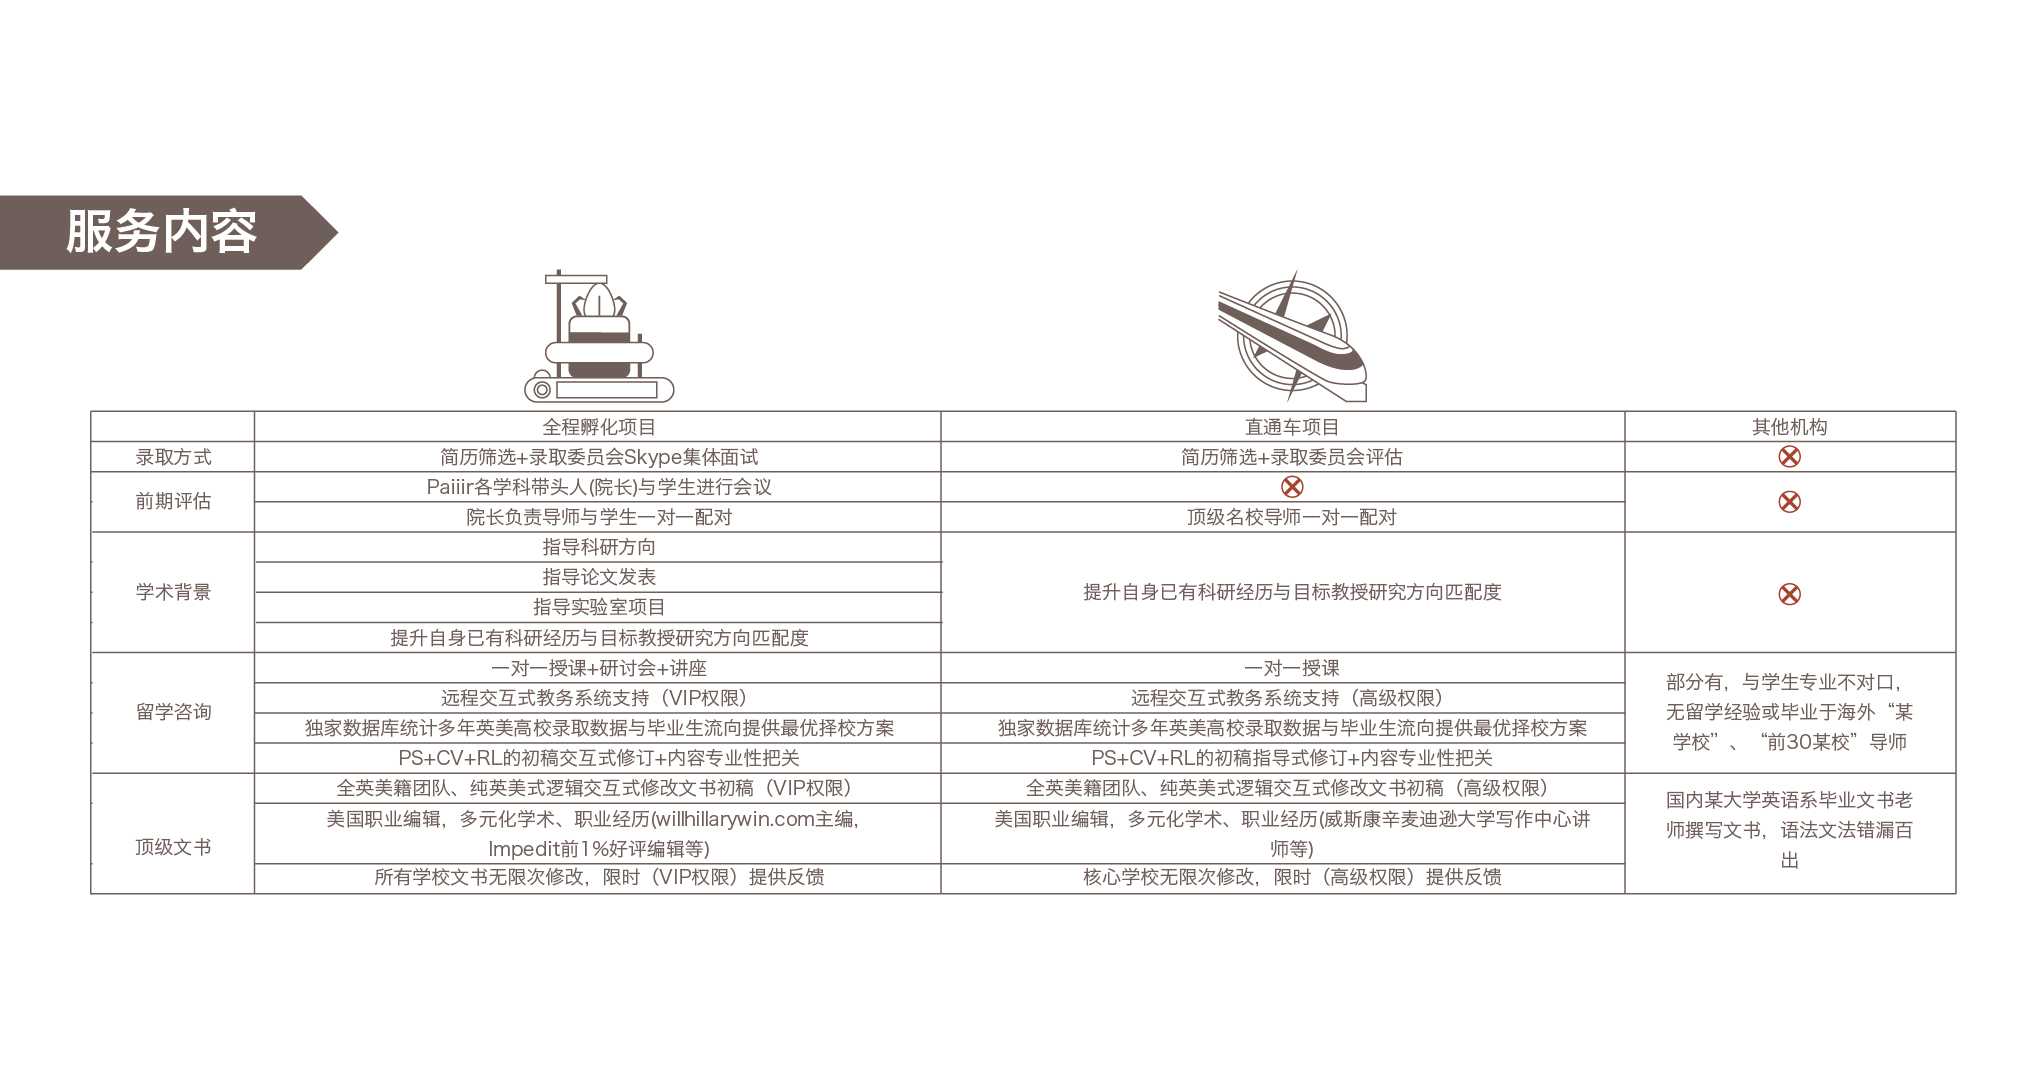 服务内容
全程孵化项目
直通车项目
其他机构
录取方式
简历筛选+录取委员会Skype集体面试
简历筛选+录取委员会评估
前期评估
Paiiir各学科带头人(院长)与学生进行会议
院长负责导师与学生一对一配对
顶级名校导师一对一配对
学术背景
指导科研方向
指导论文发表
指导实验室项目
提升自身已有科研经历与目标教授研究方向匹配度
提升自身已有科研经历与目标教授研究方向匹配度
留学咨询
一对一授课+研讨会+讲座
一对一授课
远程交互式教务系统支持（VIP权限）
远程交互式教务系统支持（高级权限）
独家数据库统计多年英美高校录取数据与毕业生流向提供最优择校方案
独家数据库统计多年英美高校录取数据与毕业生流向提供最优择校方案
PS+CV+RL的初稿交互式修订+内容专业性把关
PS+CV+RL的初稿指导式修订+内容专业性把关
部分有，与学生专业不对口，
无留学经验或毕业于海外“某
学校”、“前30某校”导师
顶级文书
全英美籍团队、纯英美式逻辑交互式修改文书初稿（VIP权限）
全英美籍团队、纯英美式逻辑交互式修改文书初稿（高级权限）
美国职业编辑，多元化学术、职业经历(willhillarywin.com主编，
Impedit前1%好评编辑等)
美国职业编辑，多元化学术、职业经历(威斯康辛麦迪逊大学写作中心讲
师等)
所有学校文书无限次修改，限时（VIP权限）提供反馈
核心学校无限次修改，限时（高级权限）提供反馈
国内某大学英语系毕业文书老
师撰写文书，语法文法错漏百
出